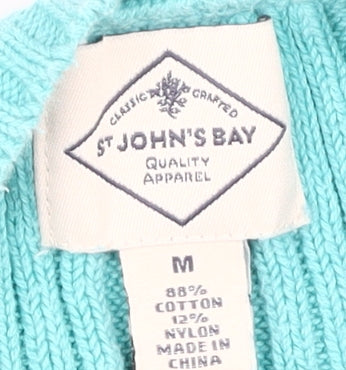 CLASSIC CRAFTED
ST JOHN'S BAY
QUALITY
APPAREL
M
88%
COTTON
12%
NYLON
MADE IN
CHINA